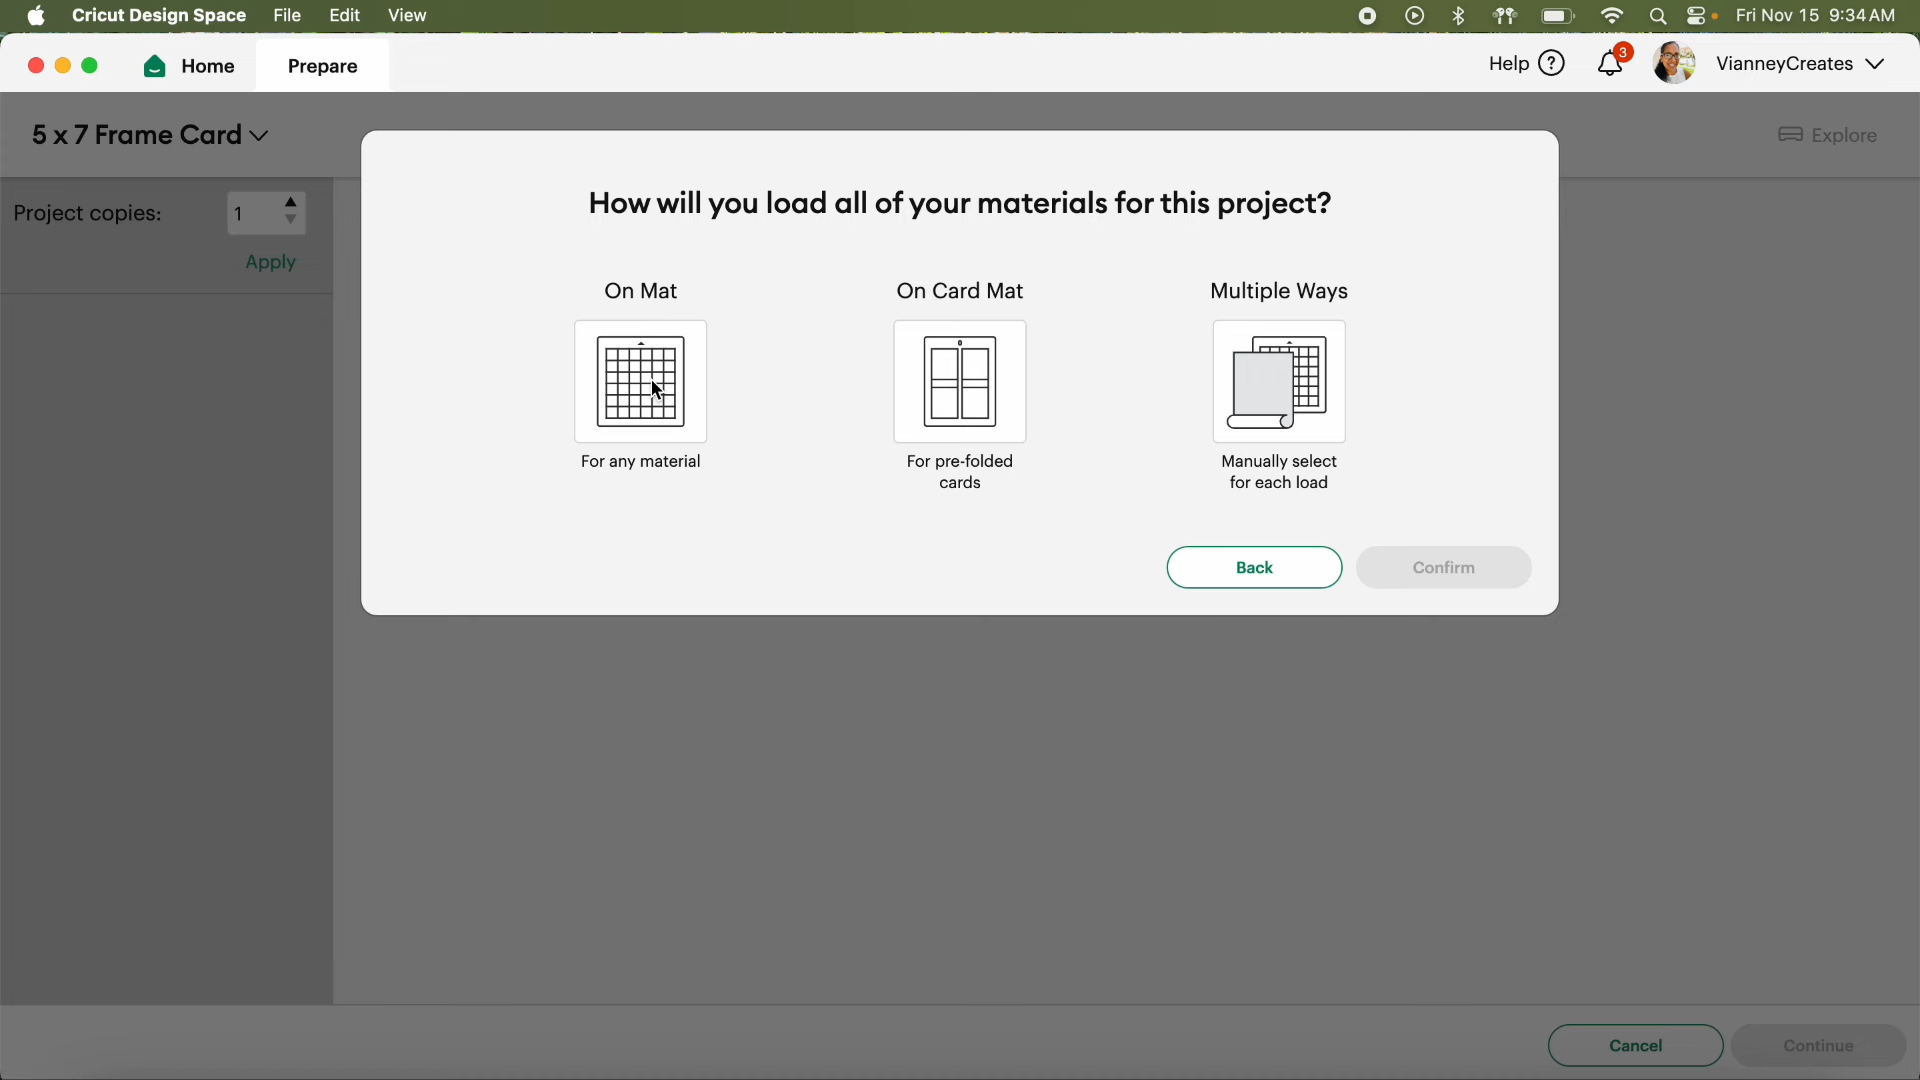 Cricut Design Space File Edit View Fri Nov 15 9:34 AM
Home Prepare Help ? 3 VianneyCreates
5 x 7 Frame Card Explore
Project copies: 1
Apply
How will you load all of your materials for this project?
On Mat On Card Mat Multiple Ways
For any material For pre-folded Manually select
cards for each load
Back Confirm
Cancel Continue